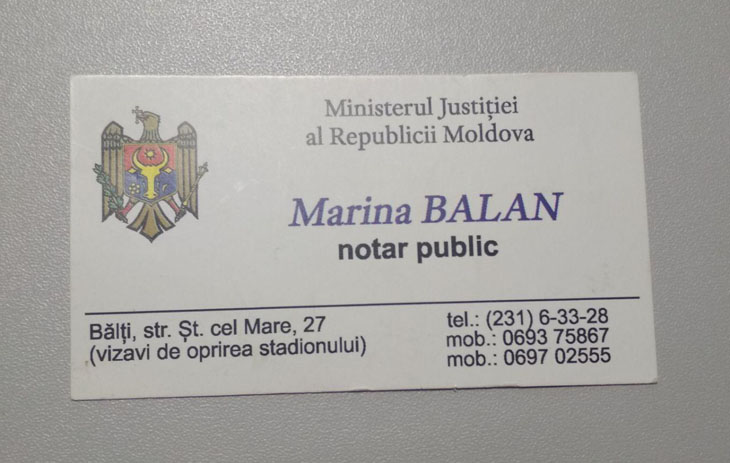 Ministerul Justiției
al Republicii Moldova
Marina BALAN
notar public
Bălți, str. Șt. cel Mare, 27
(vizavi de oprirea stadionului)
tel.: (231) 6-33-28
mob.: 0693 75867
mob.: 0697 02555